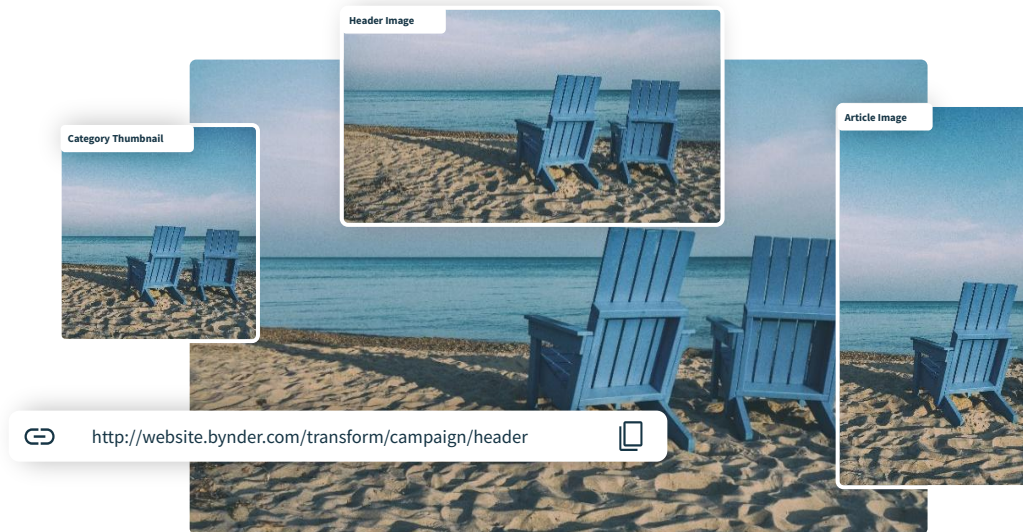 Header Image
Category Thumbnail
Article Image
http://website.bynder.com/transform/campaign/header